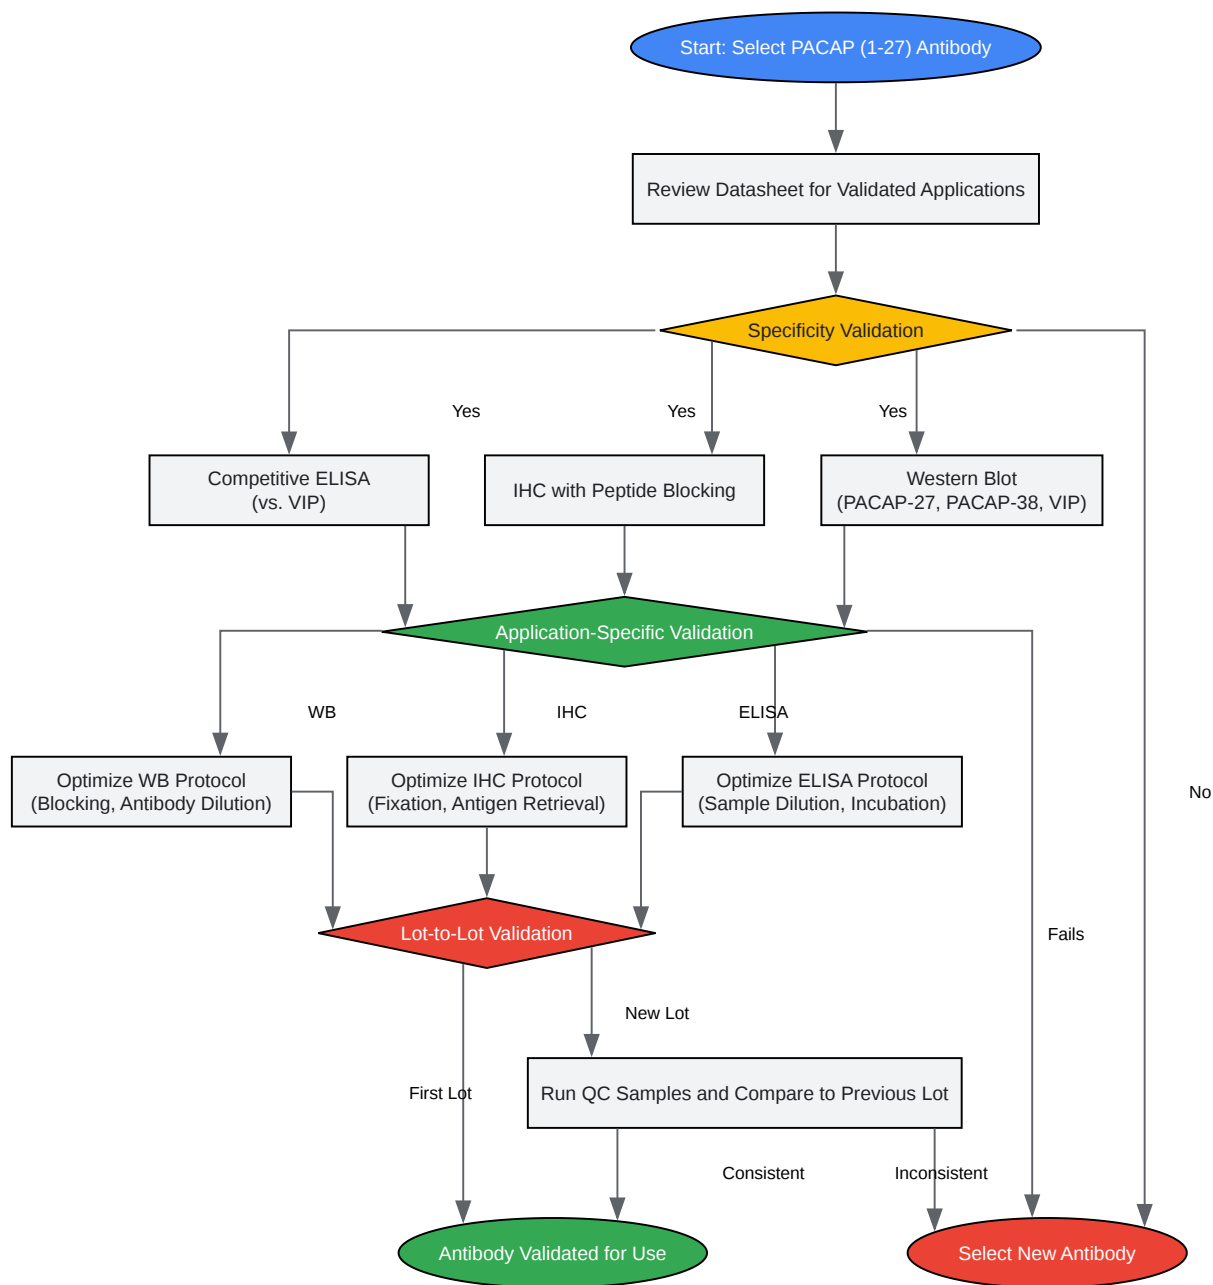 Start: Select PACAP (1-27) Antibody
Review Datasheet for Validated Applications
Specificity Validation
Yes
Yes
Yes
Competitive ELISA
(vs. VIP)
IHC with Peptide Blocking
Western Blot
(PACAP-27, PACAP-38, VIP)
Application-Specific Validation
WB
IHC
ELISA
Optimize WB Protocol
(Blocking, Antibody Dilution)
Optimize IHC Protocol
(Fixation, Antigen Retrieval)
Optimize ELISA Protocol
(Sample Dilution, Incubation)
No
Lot-to-Lot Validation
Fails
New Lot
First Lot
Run QC Samples and Compare to Previous Lot
Consistent
Inconsistent
Antibody Validated for Use
Select New Antibody